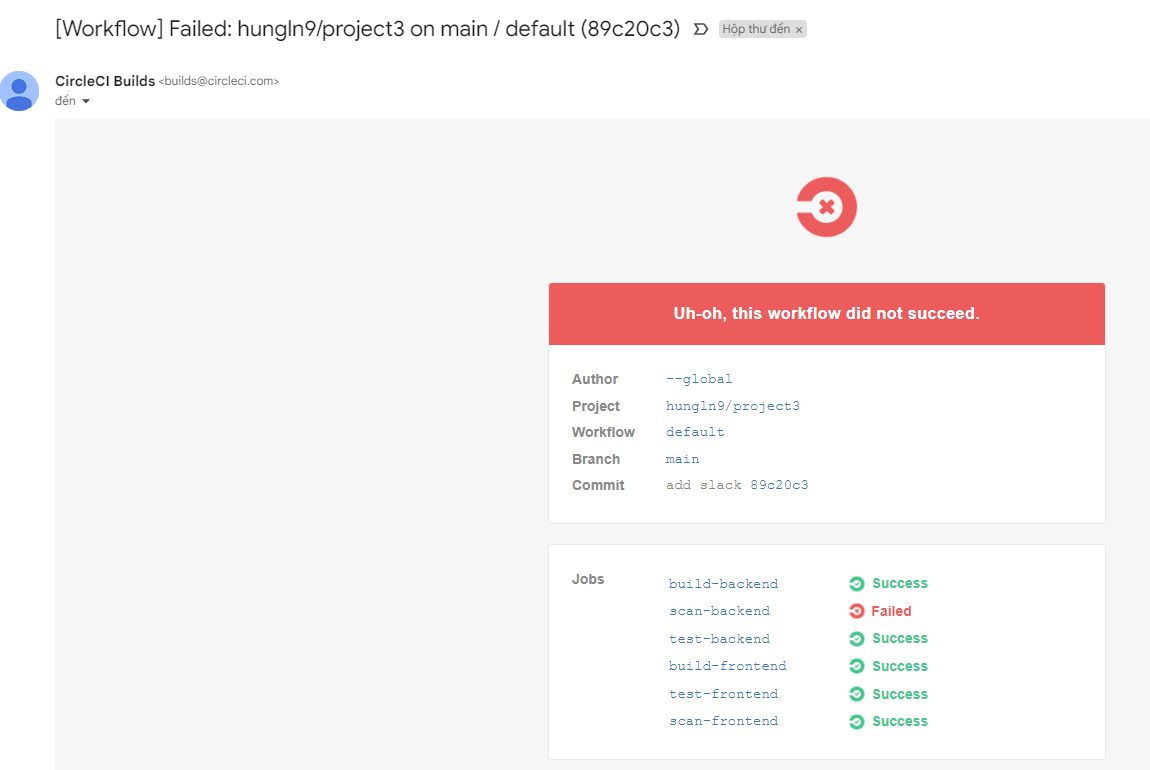 [Workflow] Failed: hungln9/project3 on main / default (89c20c3) Hộp thư đến ×
CircleCI Builds <builds@circleci.com>
đến
Uh-oh, this workflow did not succeed.
Author --global
Project hungln9/project3
Workflow default
Branch main
Commit add slack 89c20c3
Jobs
build-backend Success
scan-backend Failed
test-backend Success
build-frontend Success
test-frontend Success
scan-frontend Success